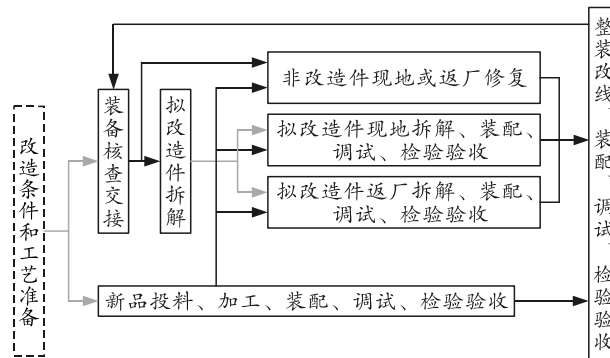 改造条件和工艺准备
装备核查交接
拟改造件拆解
非改造件现地或返厂修复
拟改造件现地拆解、装配、
调试、检验验收
拟改造件返厂拆解、装配、
调试、检验验收
新品投料、加工、装配、调试、检验验收
整装改线、装配、调试、检验验收